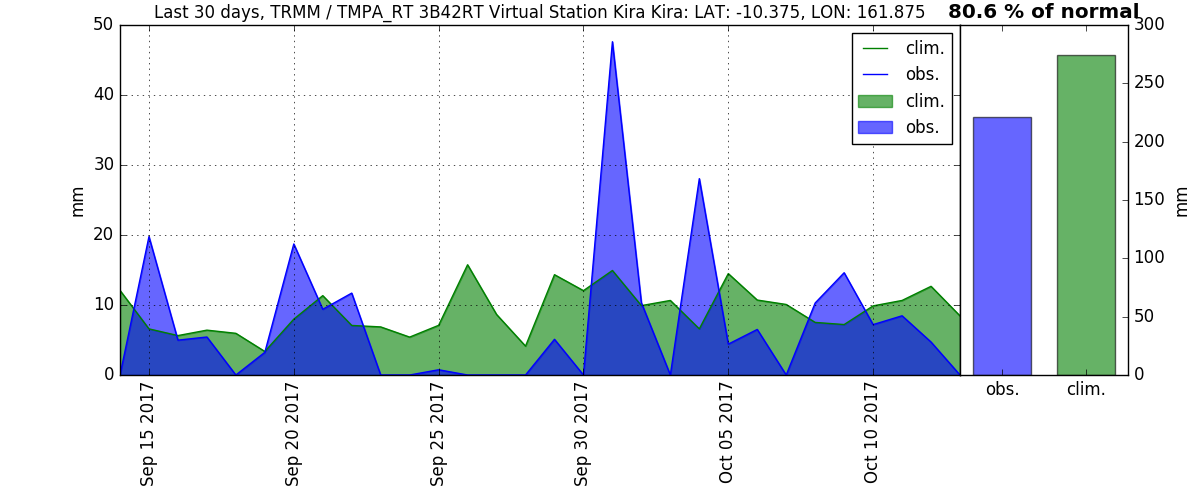 Last 30 days, TRMM / TMPA_RT 3B42RT Virtual Station Kira Kira: LAT: -10.375, LON: 161.875
80.6 % of normal
50
40
30
20
10
0
mm
clim.
obs.
clim.
obs.
Sep 15 2017
Sep 20 2017
Sep 25 2017
Sep 30 2017
Oct 05 2017
Oct 10 2017
300
250
200
150
100
50
0
mm
obs.
clim.